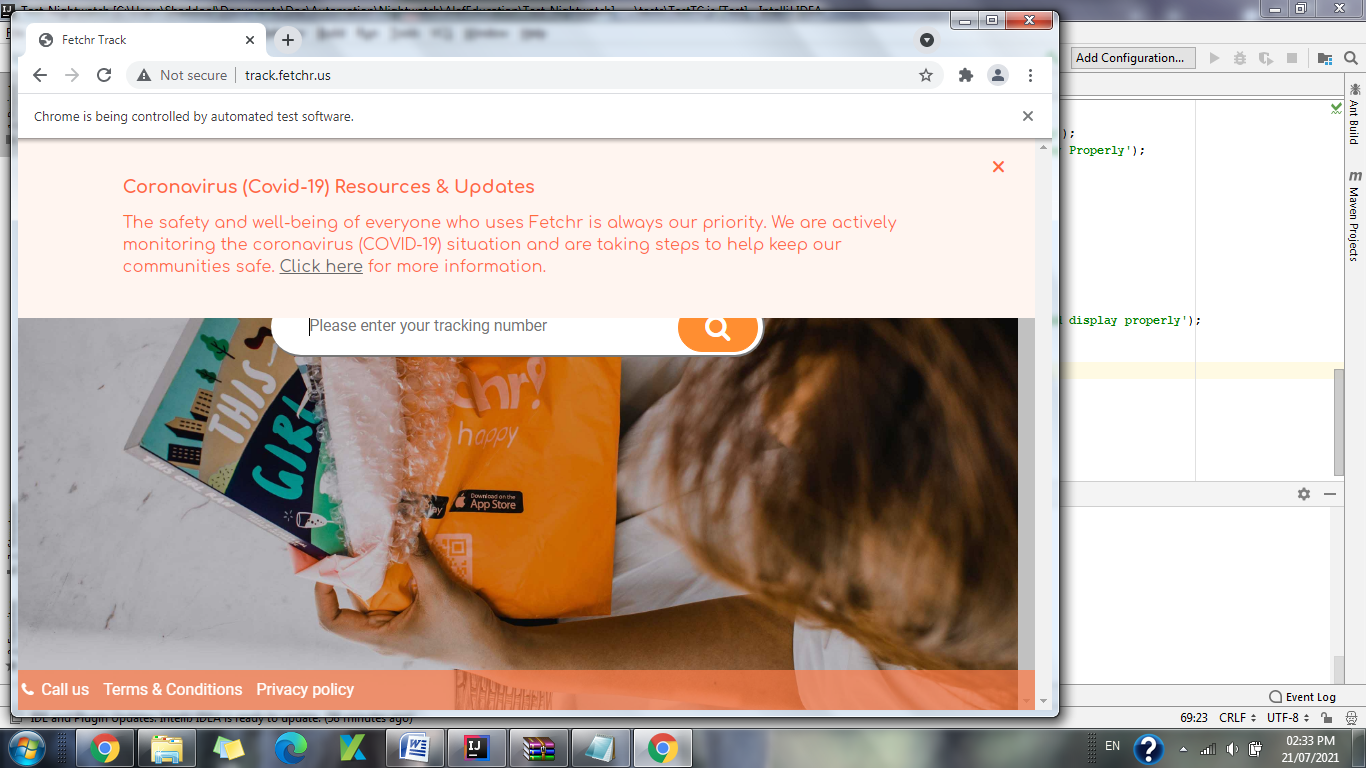 Fetchr Track
Not secure
track.fetchr.us
Chrome is being controlled by automated test software.
Coronavirus (Covid-19) Resources & Updates
The safety and well-being of everyone who uses Fetchr is always our priority. We are actively
monitoring the coronavirus (COVID-19) situation and are taking steps to help keep our
communities safe. Click here for more information.
Please enter your tracking number
THIS
GIRL
chr!
happy
Download on the
App Store
Call us Terms & Conditions Privacy policy
Add Configuration...
);
Properly');
display properly');
Ant Build
m
Maven Projects
Event Log
IDE and Plugin Updates: IntelliJ IDEA is ready to update. (58 minutes ago)
69:23 CRLF UTF-8
EN
02:33 PM
21/07/2021